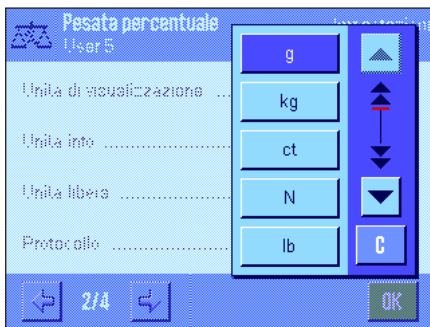 Pesata percentuale
User 5
g
Unità di visualizzazione ...
kg
Unità info ...................
ct
Unità libera ................
N
Protocollo ................
lb
C
2/4
OK